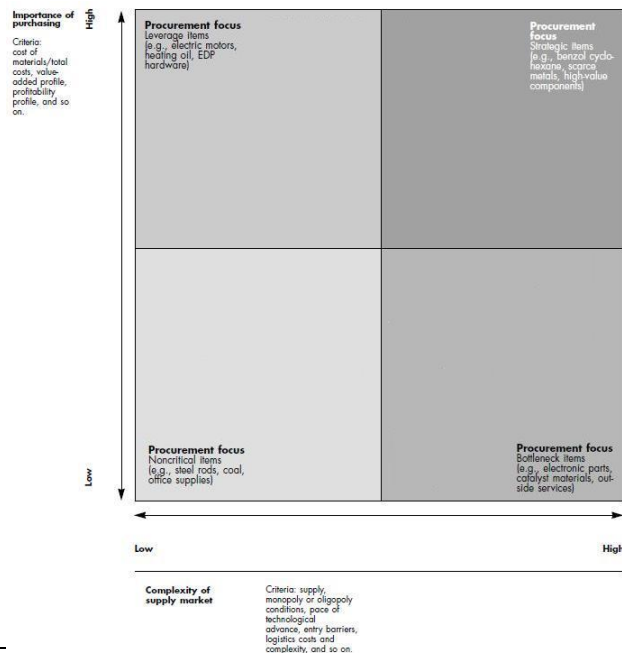 Importance of
purchasing
Criteria:
cost of
materials/total
costs, value-
added profile,
profitability
profile, and so
on.
High
Procurement focus
Leverage items
(e.g., electric motors,
heating oil, EDP
hardware)
Procurement
focus
Strategic items
(e.g., benzol cyclo-
hexane, scarce
metals, high-value
components)
Low
Procurement focus
Noncritical items
(e.g., steel rods, coal,
office supplies)
Procurement focus
Bottleneck items
(e.g., electronic parts,
catalyst materials, out-
side services)
Low
High
Complexity of
supply market
Criteria: supply,
monopoly or oligopoly
conditions, pace of
technological
advance, entry barriers,
logistics costs and
complexity, and so on.